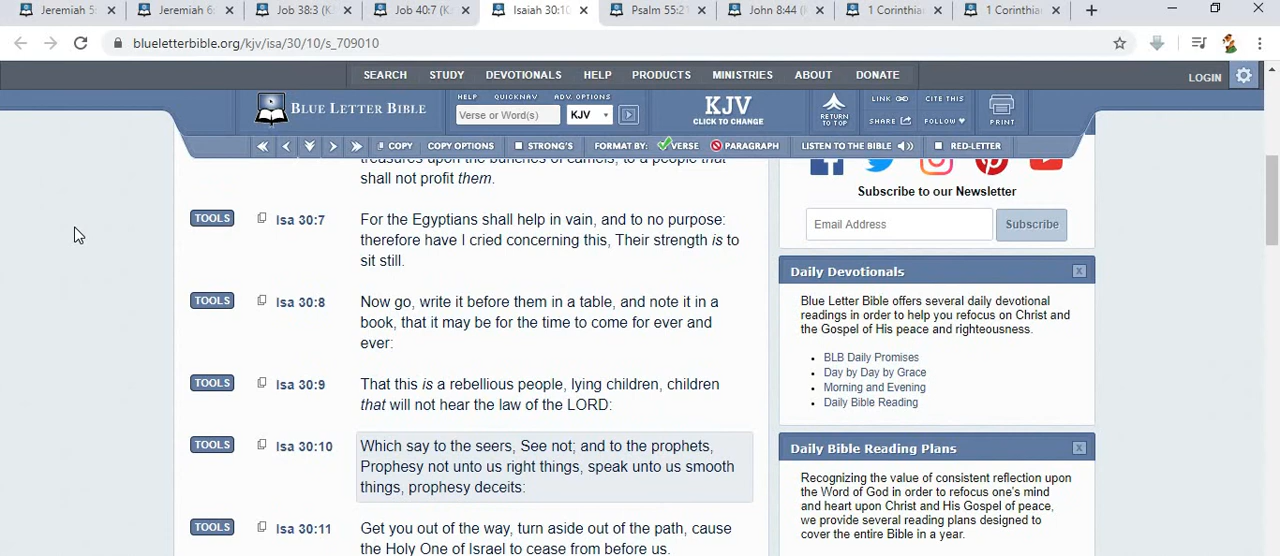 Jeremiah 5:
Jeremiah 6:
Job 38:3 (K
Job 40:7 (K
Isaiah 30:10
Psalm 55:21
John 8:44 (
1 Corinthian
1 Corinthian
blueletterbible.org/kjv/isa/30/10/s_709010
SEARCH STUDY DEVOTIONALS HELP PRODUCTS MINISTRIES ABOUT DONATE LOGIN
BLUE LETTER BIBLE
HELP QUICKNAV ADV. OPTIONS
Verse or Word(s) KJV
KJV
CLICK TO CHANGE
RETURN
TO TOP
LINK CITE THIS
SHARE FOLLOW
PRINT
COPY COPY OPTIONS STRONG'S FORMAT BY: VERSE PARAGRAPH LISTEN TO THE BIBLE RED-LETTER
treasures upon the bunches of camels, to a people that
shall not profit them.
TOOLS Isa 30:7 For the Egyptians shall help in vain, and to no purpose:
therefore have I cried concerning this, Their strength is to
sit still.
TOOLS Isa 30:8 Now go, write it before them in a table, and note it in a
book, that it may be for the time to come for ever and
ever:
TOOLS Isa 30:9 That this is a rebellious people, lying children, children
that will not hear the law of the LORD:
TOOLS Isa 30:10 Which say to the seers, See not; and to the prophets,
Prophesy not unto us right things, speak unto us smooth
things, prophesy deceits:
TOOLS Isa 30:11 Get you out of the way, turn aside out of the path, cause
the Holy One of Israel to cease from before us.
Subscribe to our Newsletter
Email Address Subscribe
Daily Devotionals
Blue Letter Bible offers several daily devotional
readings in order to help you refocus on Christ and
the Gospel of His peace and righteousness.
BLB Daily Promises
Day by Day by Grace
Morning and Evening
Daily Bible Reading
Daily Bible Reading Plans
Recognizing the value of consistent reflection upon
the Word of God in order to refocus one's mind
and heart upon Christ and His Gospel of peace,
we provide several reading plans designed to
cover the entire Bible in a year.